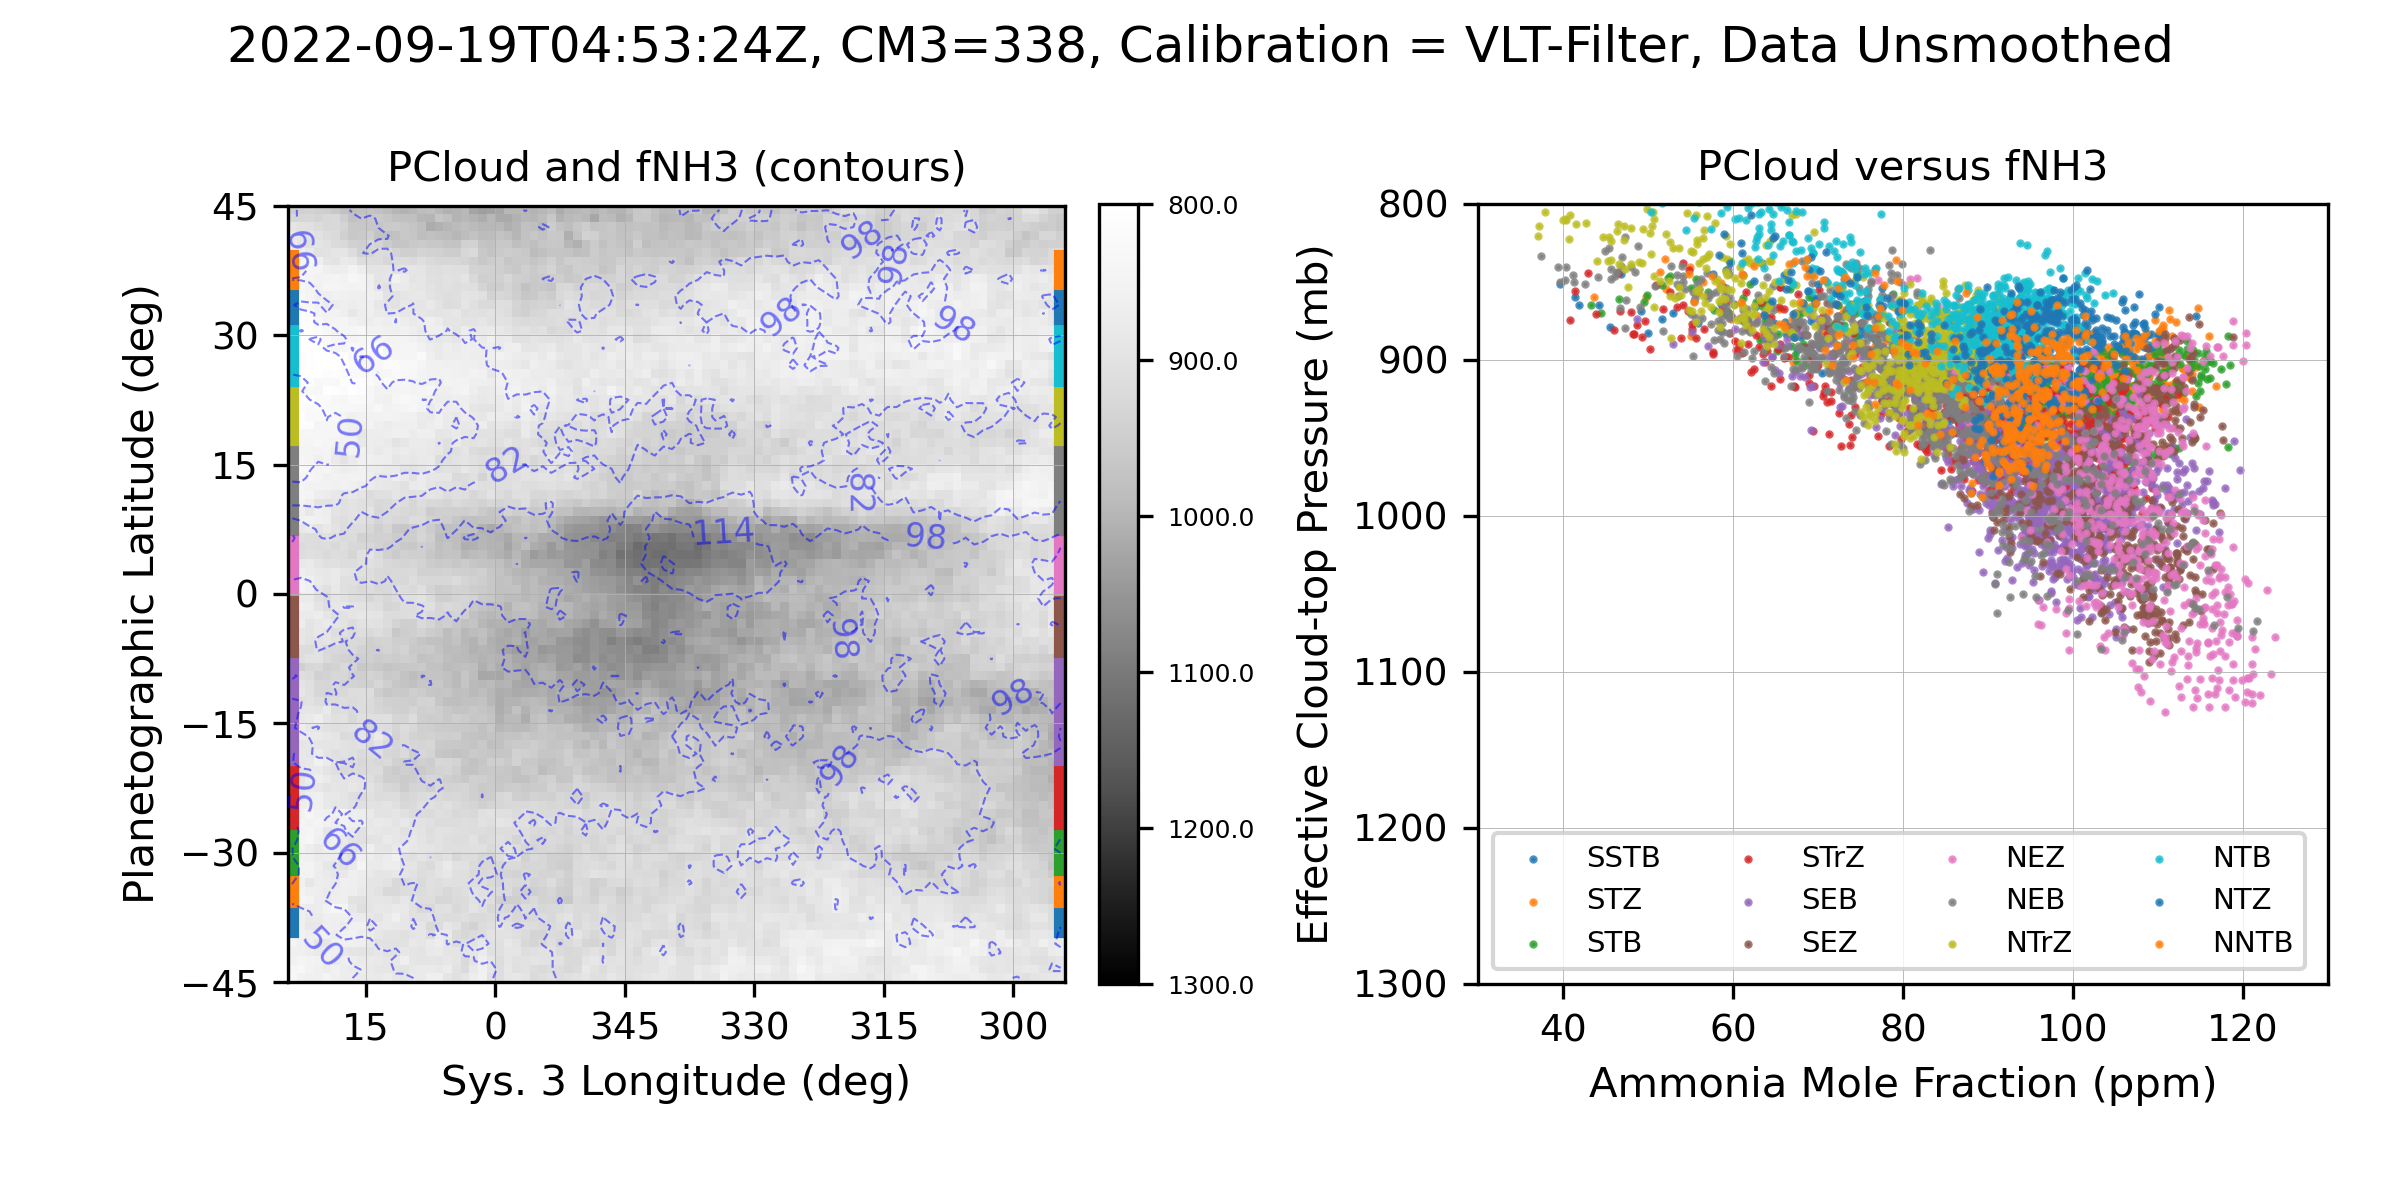 2022-09-19T04:53:24Z, CM3=338, Calibration = VLT-Filter, Data Unsmoothed
PCloud and fNH3 (contours)
Planetographic Latitude (deg)
45
30
15
0
−15
−30
−45
15
0
345
330
315
300
Sys. 3 Longitude (deg)
66
98
98
98
98
66
50
82
82
114
98
98
98
82
50
98
66
50
800.0
900.0
1000.0
1100.0
1200.0
1300.0
PCloud versus fNH3
Effective Cloud-top Pressure (mb)
800
900
1000
1100
1200
1300
40
60
80
100
120
Ammonia Mole Fraction (ppm)
SSTB
STZ
STB
STrZ
SEB
SEZ
NEZ
NEB
NTrZ
NTB
NTZ
NNTB